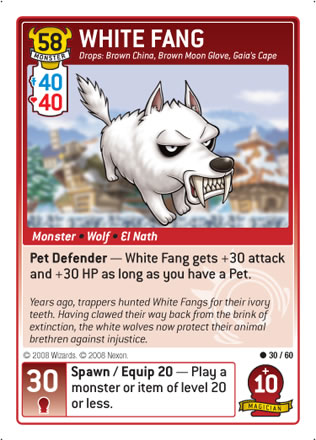 58
MONSTER
WHITE FANG
Drops: Brown China, Brown Moon Glove, Gaia's Cape
40
40
Monster • Wolf • El Nath
Pet Defender — White Fang gets +30 attack
and +30 HP as long as you have a Pet.
Years ago, trappers hunted White Fangs for their ivory
teeth. Having clawed their way back from the brink of
extinction, the white wolves now protect their animal
brethren against injustice.
© 2008 Wizards. © 2008 Nexon.
● 30 / 60
30
Spawn / Equip 20 — Play a
monster or item of level 20
or less.
+
10
MAGICIAN